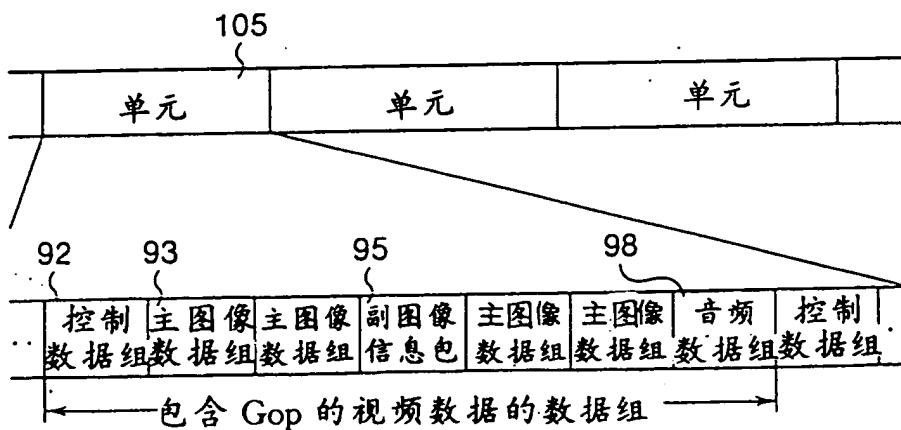 105
单元 单元 单元
92 93 95 98
控制 主图像 主图像 副图像 主图像 主图像 音频 控制
数据组 数据组 数据组 信息包 数据组 数据组 数据组 数据组
包含 Gop 的视频数据的数据组